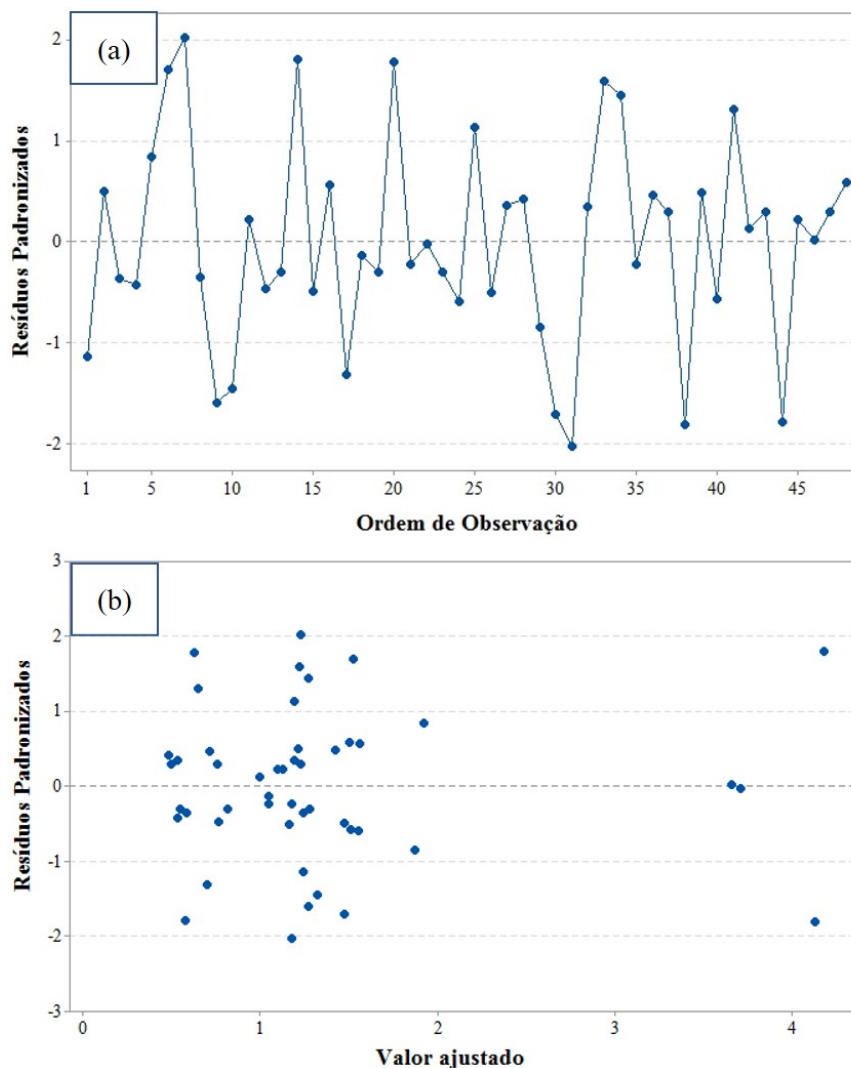 (a)
2
1
0
-1
-2
Resíduos Padronizados
1 5 10 15 20 25 30 35 40 45
Ordem de Observação
(b)
3
2
1
0
-1
-2
-3
Resíduos Padronizados
0 1 2 3 4
Valor ajustado